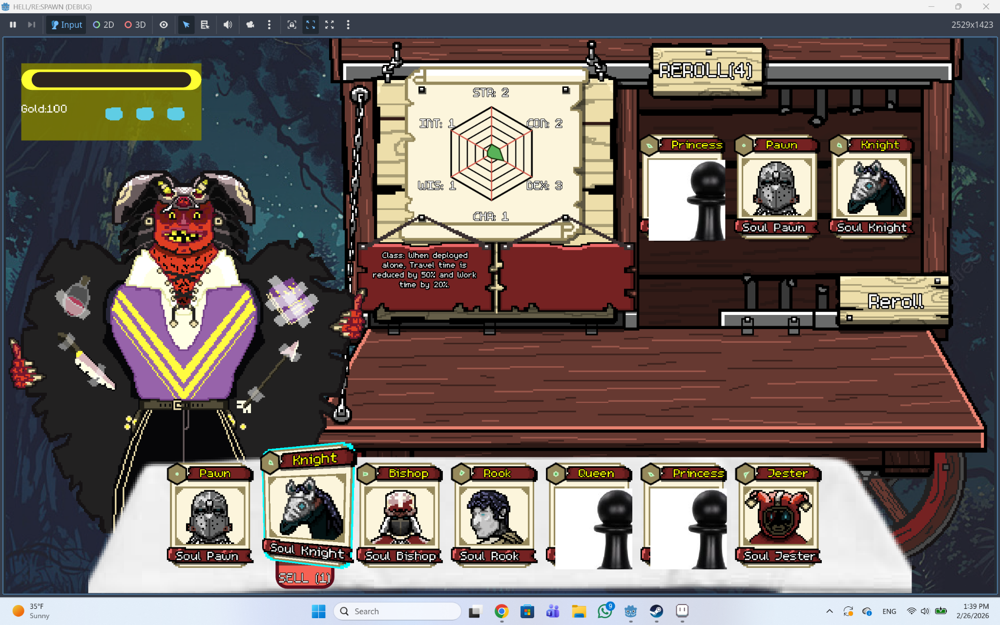 HELL/RE:SPAWN (DEBUG)
Input
2D
3D
2529x1423
Gold:100
REROLL(4)
STR: 2
INT: 1
CON: 2
WIS: 1
DEX: 3
CHA: 1
Class: When deployed
alone, Travel time is
reduced by 50% and Work
time by 20%.
Princess
Pawn
Knight
Soul Pawn
Soul Knight
Reroll
Pawn
Knight
Bishop
Rook
Queen
Princess
Jester
Soul Pawn
Soul Knight
Soul Bishop
Soul Rook
Soul Jester
SELL (1)
35°F
Sunny
Search
9
ENG
1:39 PM
2/26/2026